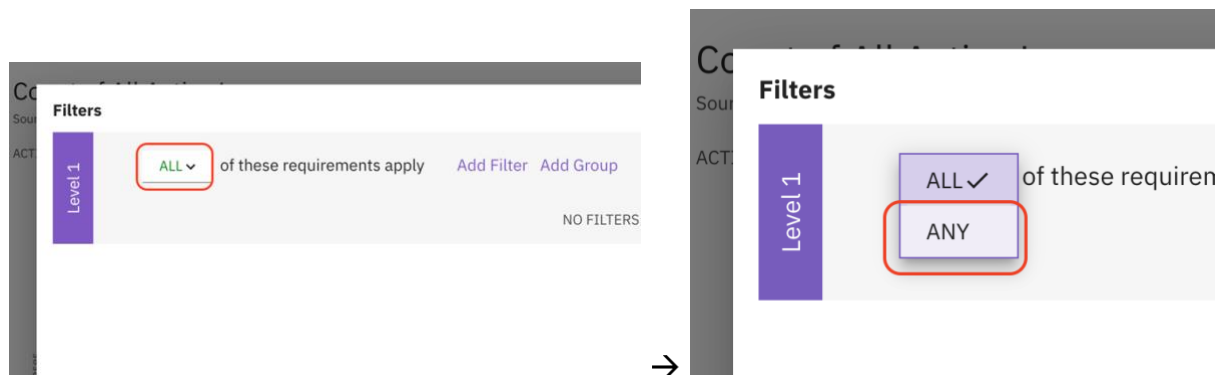 Filters
Level 1
ALL of these requirements apply Add Filter Add Group
NO FILTERS
→
Filters
Level 1
ALL of these requirem
ANY